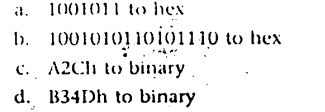 a. 1001011 to hex
b. 1001010110101110 to hex
c. A2Ch to binary
d. B34Dh to binary